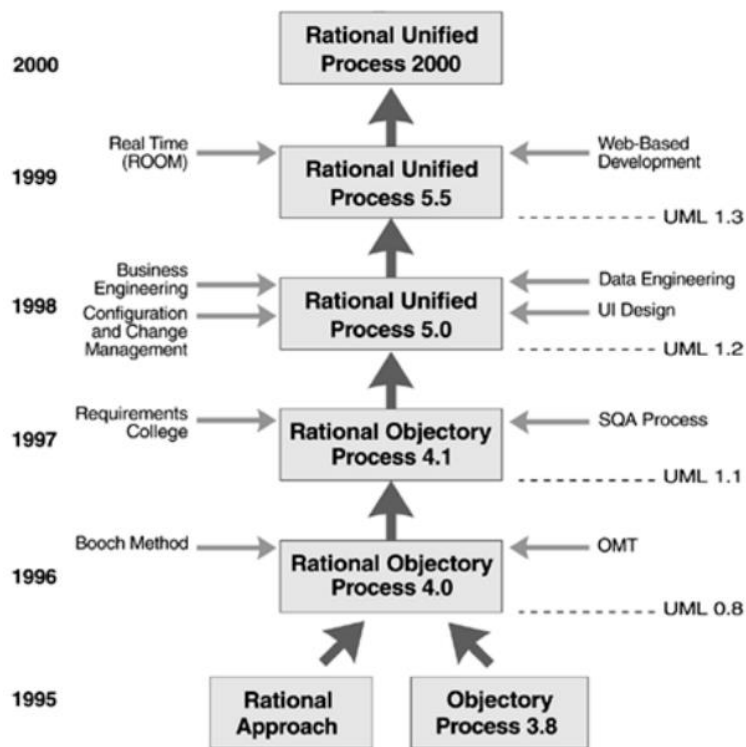 2000
Rational Unified
Process 2000
Real Time
(ROOM)
Web-Based
Development
1999
Rational Unified
Process 5.5
UML 1.3
Business
Engineering
Data Engineering
1998
Configuration
and Change
Management
Rational Unified
Process 5.0
UI Design
UML 1.2
Requirements
College
SQA Process
1997
Rational Objectory
Process 4.1
UML 1.1
Booch Method
OMT
1996
Rational Objectory
Process 4.0
UML 0.8
1995
Rational
Approach
Objectory
Process 3.8